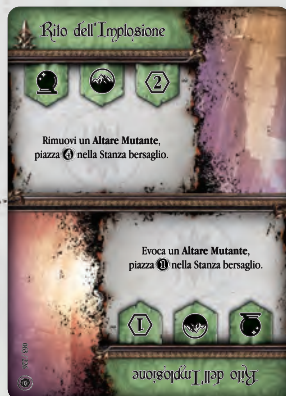 Rito dell'Implosione
2
Rimuovi un Altare Mutante,
piazza 4 nella Stanza bersaglio.
Evoca un Altare Mutante,
piazza 1 nella Stanza bersaglio.
1
Rito dell'Implosione